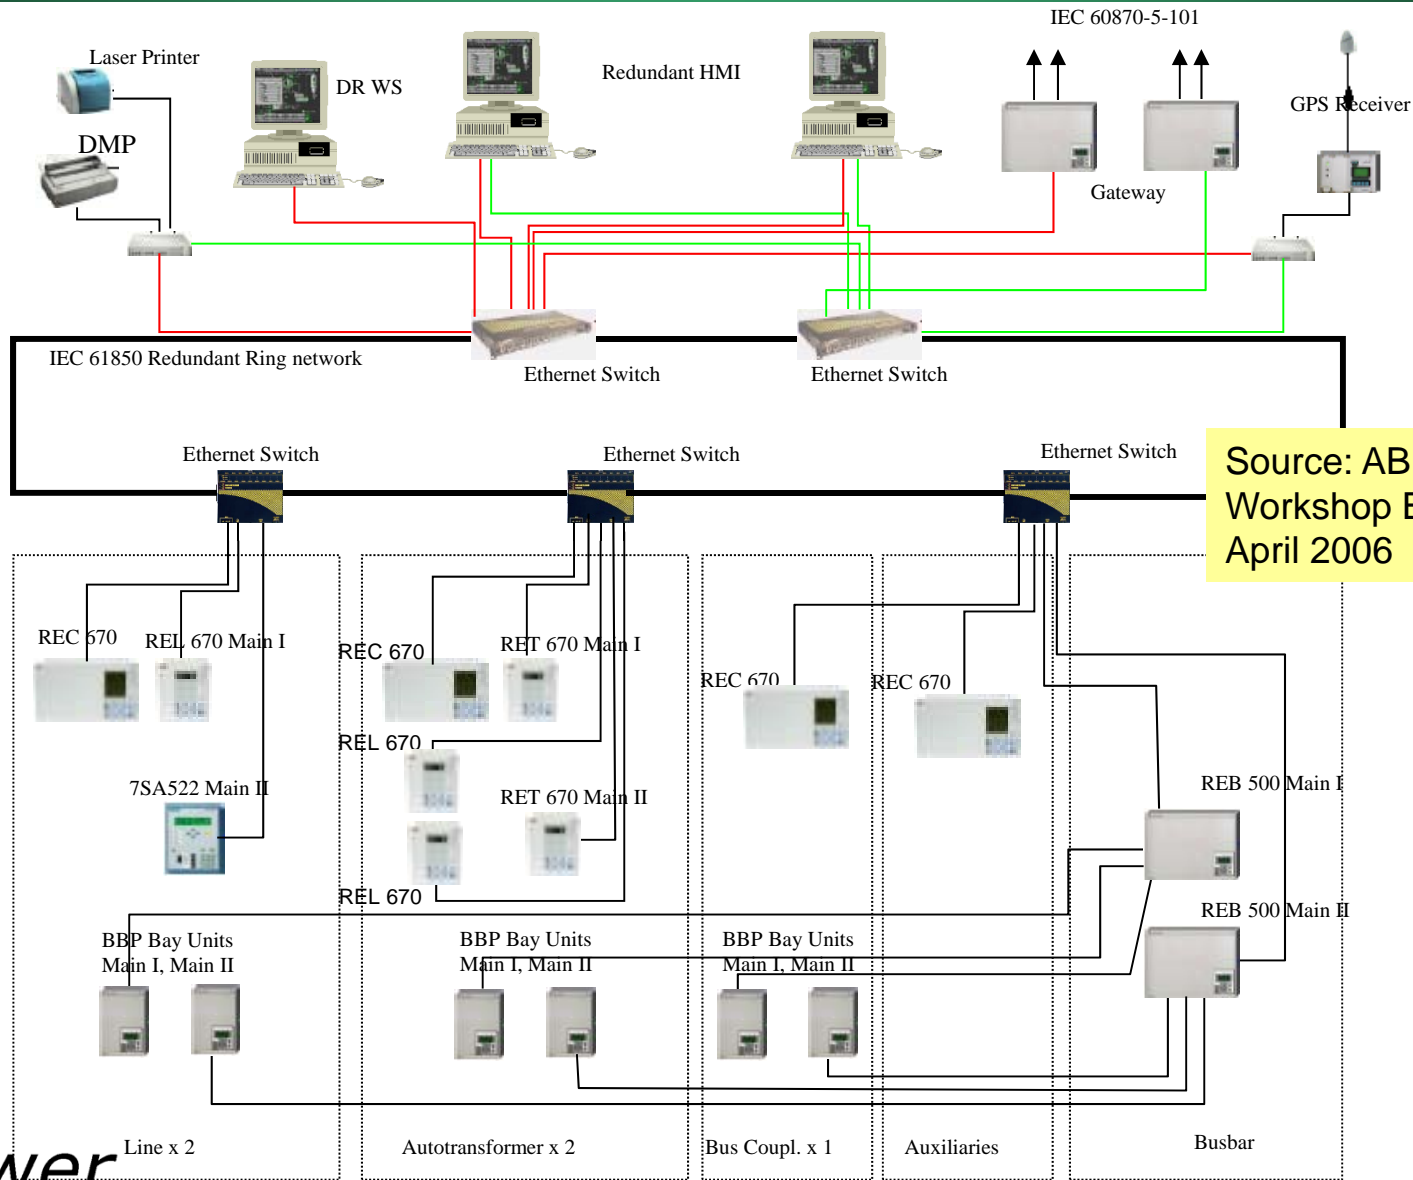 IEC 60870-5-101
Laser Printer
DR WS
Redundant HMI
GPS Receiver
DMP
Gateway
IEC 61850 Redundant Ring network
Ethernet Switch
Ethernet Switch
Ethernet Switch
Ethernet Switch
Ethernet Switch
Source: AB
Workshop
April 2006
REC 670
REL 670 Main I
REC 670
RET 670 Main I
REC 670
REC 670
REL 670
7SA522 Main II
RET 670 Main II
REB 500 Main I
REL 670
REB 500 Main II
BBP Bay Units
Main I, Main II
BBP Bay Units
Main I, Main II
BBP Bay Units
Main I, Main II
Line x 2
Autotransformer x 2
Bus Coupl. x 1
Auxiliaries
Busbar
wer